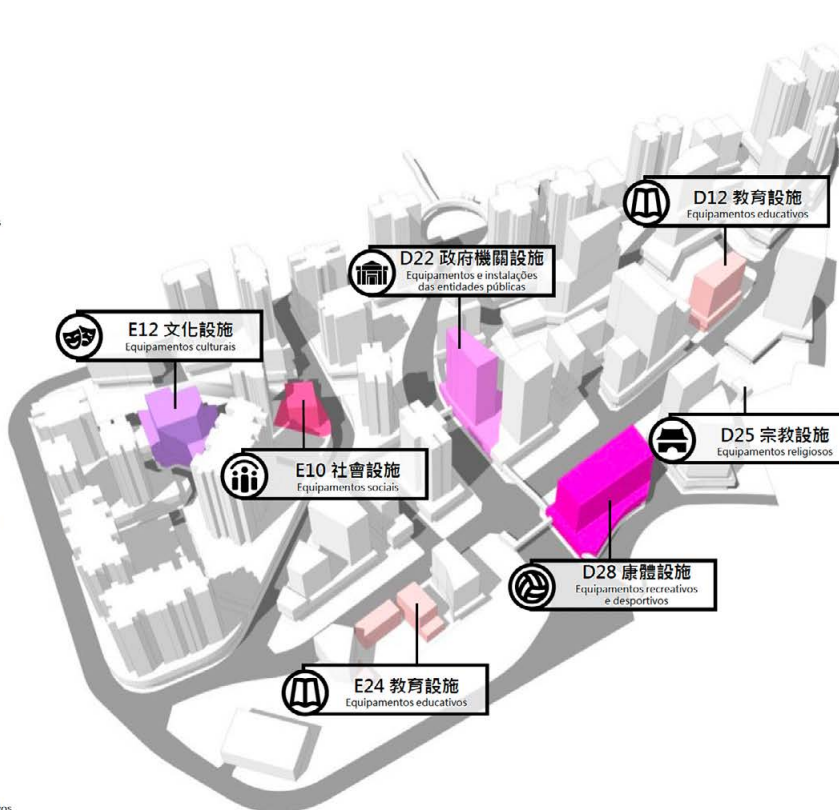 D12 教育設施
Equipamentos educativos
D22 政府機關設施
Equipamentos e instalações
das entidades públicas
E12 文化設施
Equipamentos culturais
D25 宗教設施
Equipamentos religiosos
E10 社會設施
Equipamentos sociais
D28 康體設施
Equipamentos recreativos
e desportivos
E24 教育設施
Equipamentos educativos